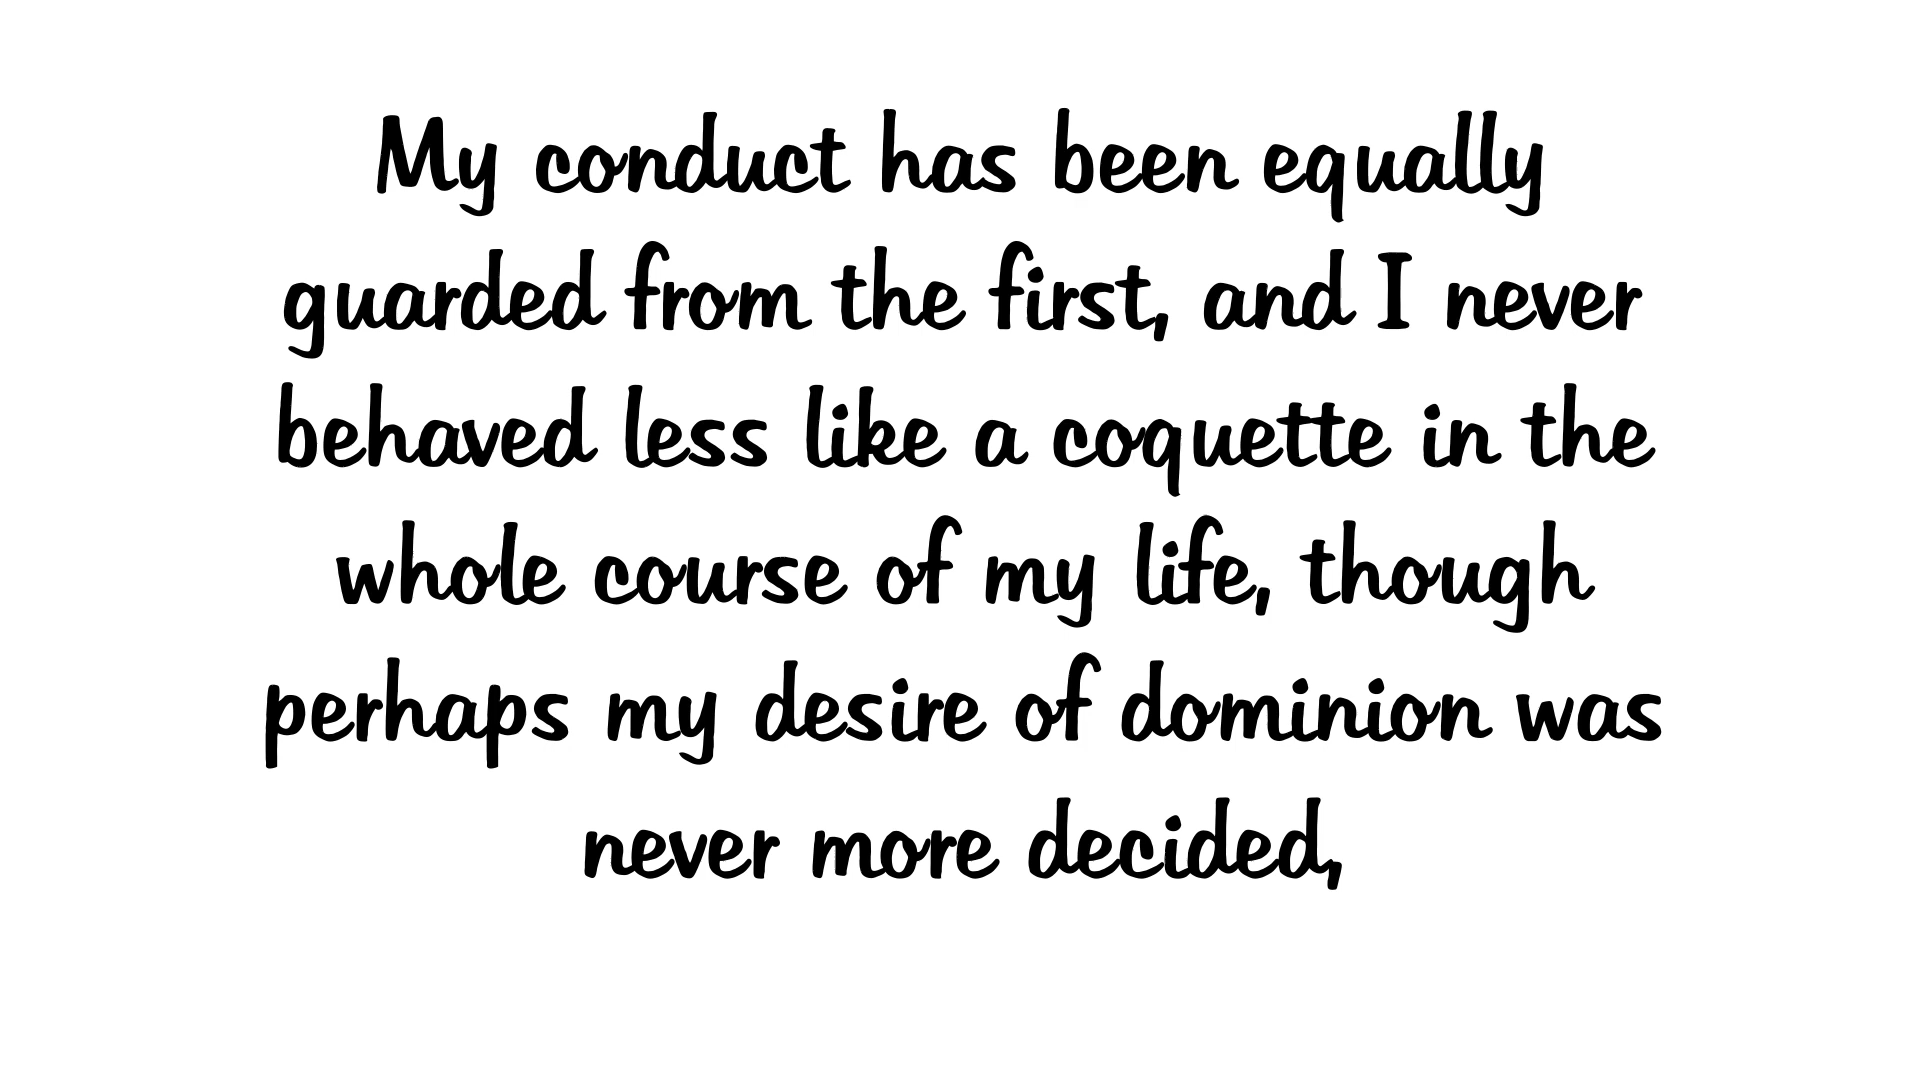 My conduct has been equally
guarded from the first, and I never
behaved less like a coquette in the
whole course of my life, though
perhaps my desire of dominion was
never more decided,